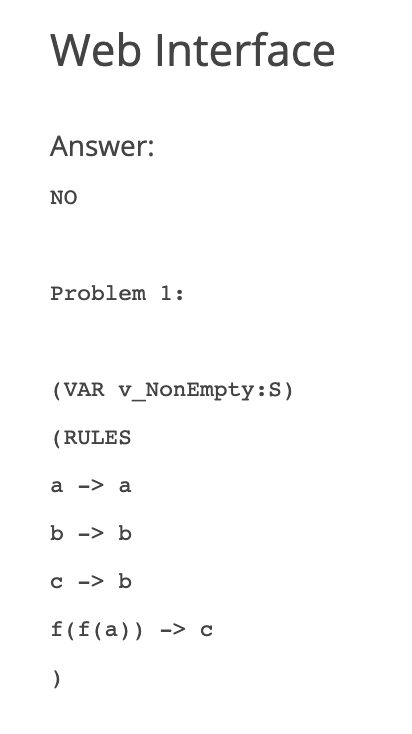 Web Interface
Answer:
NO
Problem 1:
(VAR v_NonEmpty:S)
(RULES
a -> a
b -> b
c -> b
f(f(a)) -> c
)